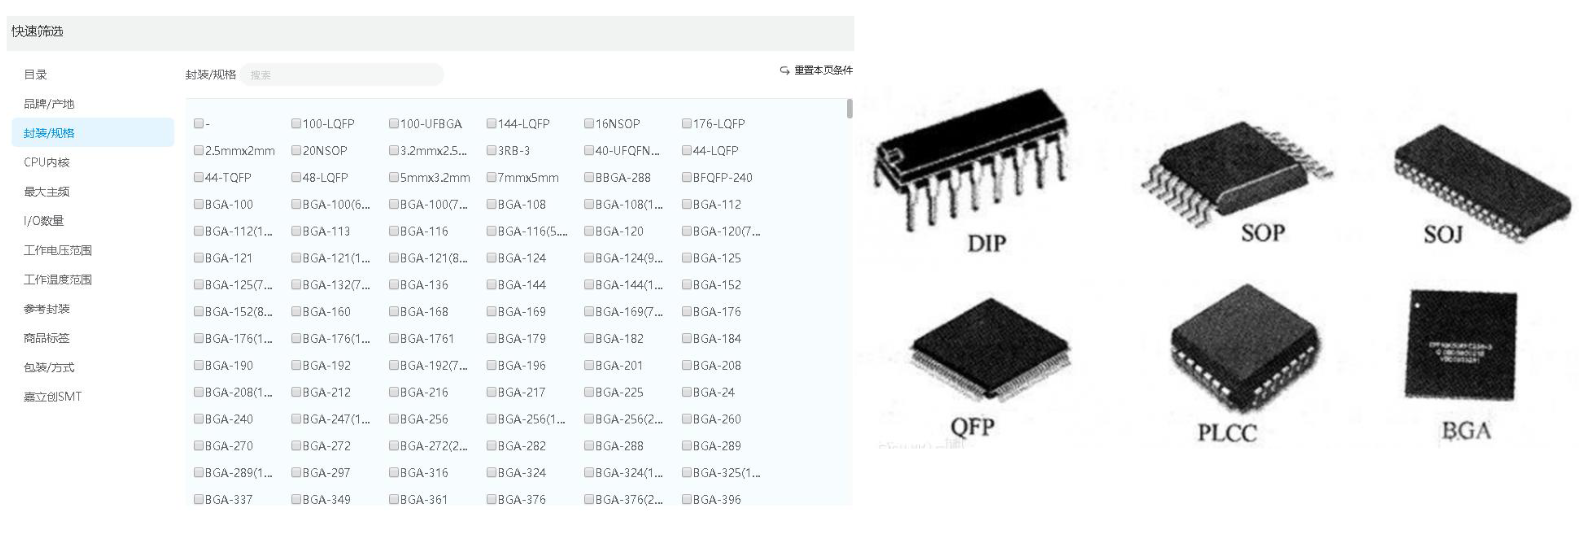 快速筛选
目录
品牌/产地
封装/规格
CPU内核
最大主频
I/O数量
工作电压范围
工作温度范围
参考封装
商品标签
包装/方式
嘉立创SMT
封装/规格 搜索 重置本页条件
- 100-LQFP 100-UFBGA 144-LQFP 16NSOP 176-LQFP
2.5mmx2mm 20NSOP 3.2mmx2.5... 3RB-3 40-UFQFN... 44-LQFP
44-TQFP 48-LQFP 5mmx3.2mm 7mmx5mm BBGA-288 BFQFP-240
BGA-100 BGA-100(6... BGA-100(7... BGA-108 BGA-108(1... BGA-112
BGA-112(1... BGA-113 BGA-116 BGA-116(5.... BGA-120 BGA-120(7...
BGA-121 BGA-121(1... BGA-121(8... BGA-124 BGA-124(9... BGA-125
BGA-125(7... BGA-132(7... BGA-136 BGA-144 BGA-144(1... BGA-152
BGA-152(8... BGA-160 BGA-168 BGA-169 BGA-169(7... BGA-176
BGA-176(1... BGA-176(1... BGA-1761 BGA-179 BGA-182 BGA-184
BGA-190 BGA-192 BGA-192(7... BGA-196 BGA-201 BGA-208
BGA-208(1... BGA-212 BGA-216 BGA-217 BGA-225 BGA-24
BGA-240 BGA-247(1... BGA-256 BGA-256(1... BGA-256(2... BGA-260
BGA-270 BGA-272 BGA-272(2... BGA-282 BGA-288 BGA-289
BGA-289(1... BGA-297 BGA-316 BGA-324 BGA-324(1... BGA-325(1...
BGA-337 BGA-349 BGA-361 BGA-376 BGA-376(2... BGA-396
DIP SOP SOJ
QFP PLCC BGA